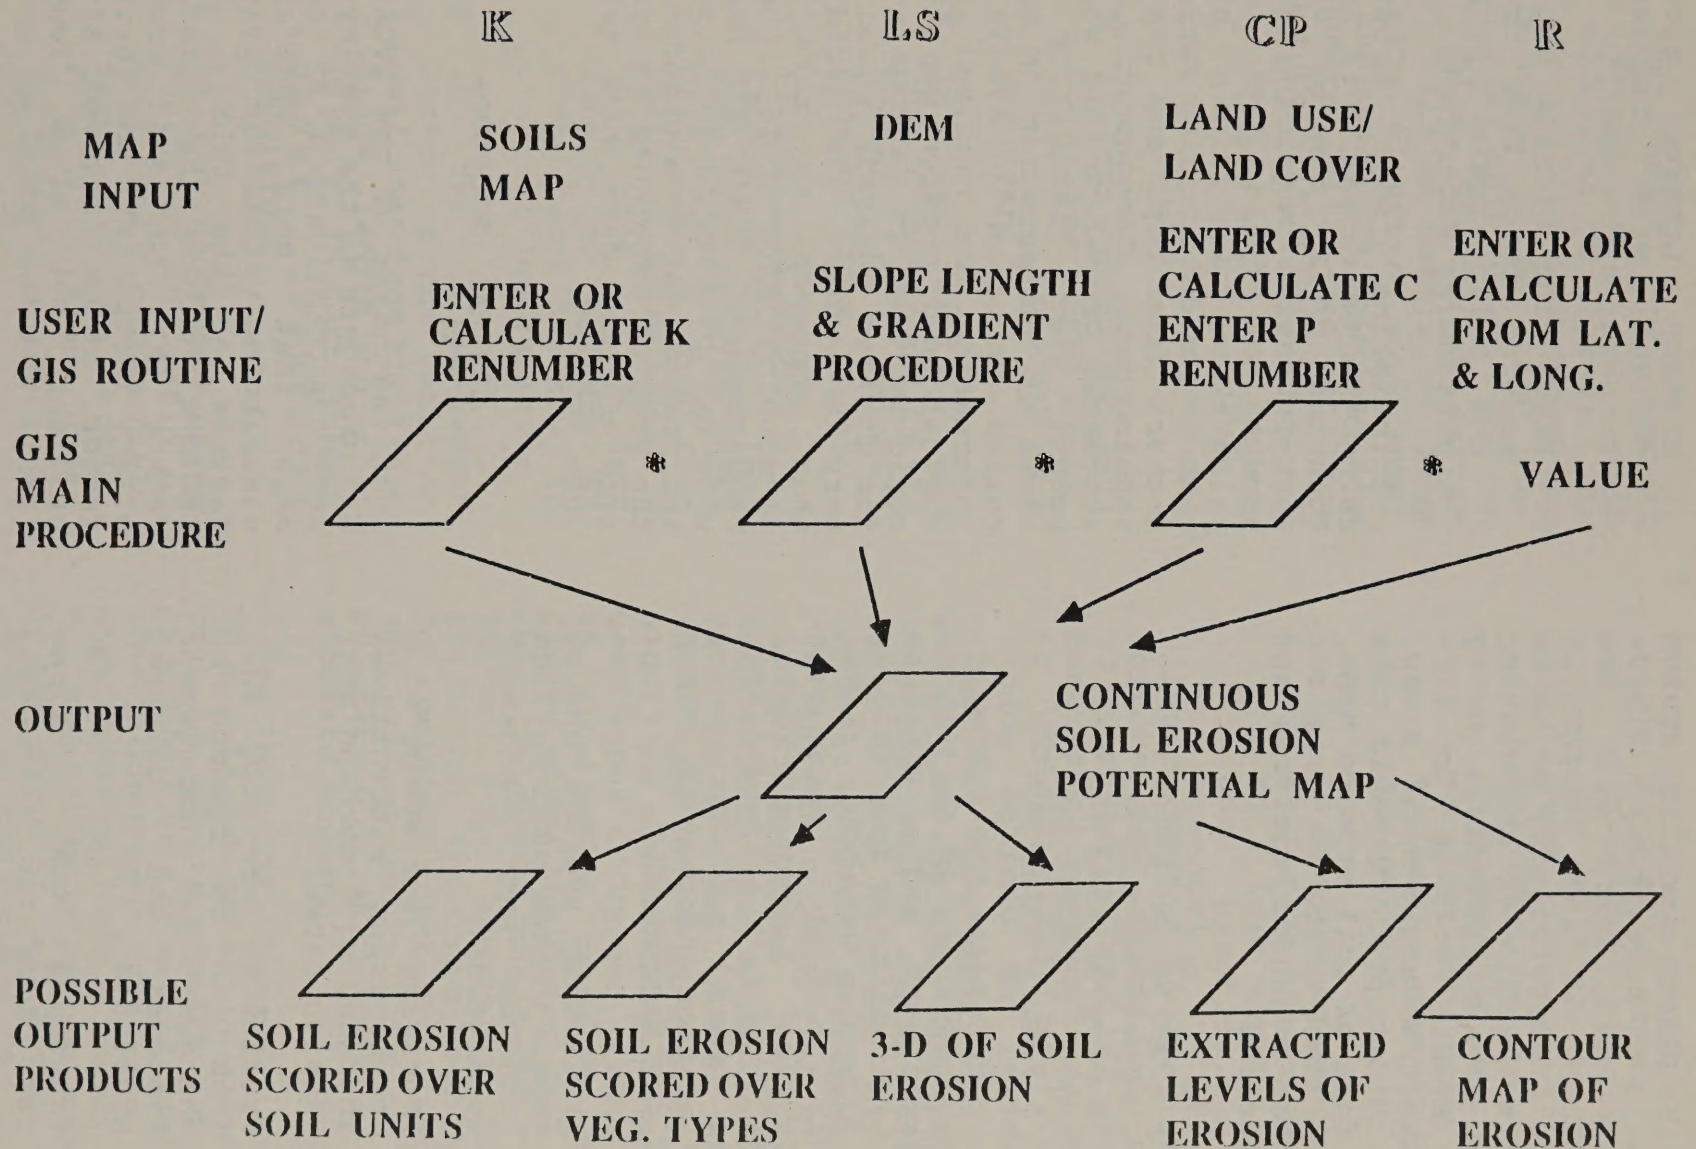 K
LS
CP
R
MAP
INPUT
SOILS
MAP
DEM
LAND USE/
LAND COVER
USER INPUT/
GIS ROUTINE
ENTER OR
CALCULATE K
RENUMBER
SLOPE LENGTH
& GRADIENT
PROCEDURE
ENTER OR
CALCULATE C
ENTER P
RENUMBER
ENTER OR
CALCULATE
FROM LAT.
& LONG.
GIS
MAIN
PROCEDURE
*
*
*
VALUE
OUTPUT
CONTINUOUS
SOIL EROSION
POTENTIAL MAP
POSSIBLE
OUTPUT
PRODUCTS
SOIL EROSION
SCORED OVER
SOIL UNITS
SOIL EROSION
SCORED OVER
VEG. TYPES
3-D OF SOIL
EROSION
EXTRACTED
LEVELS OF
EROSION
CONTOUR
MAP OF
EROSION